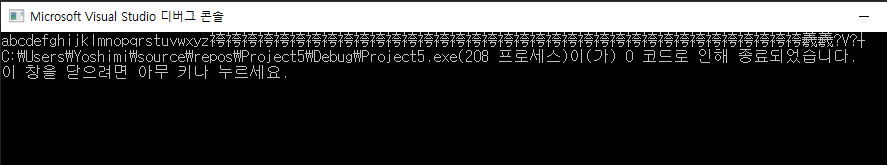 Microsoft Visual Studio 디버그 콘솔
abcdefghijklmnopqrstuvwxyz 羲羲?V?┼
C:\Users\Yoshimi\source\repos\Project5\Debug\Project5.exe(208 프로세스)이(가) 0 코드로 인해 종료되었습니다.
이 창을 닫으려면 아무 키나 누르세요.